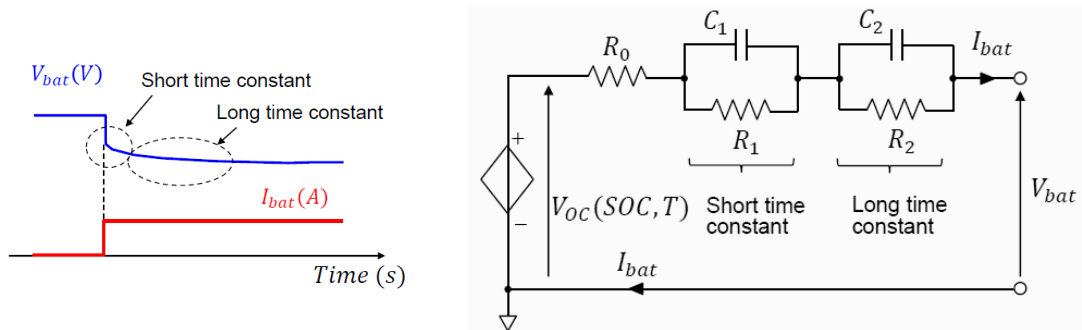 V_bat(V)
Short time constant
Long time constant
I_bat(A)
Time (s)
C_1
C_2
I_bat
R_0
R_1
R_2
+
−
V_OC(SOC, T)
Short time
constant
Long time
constant
V_bat
I_bat